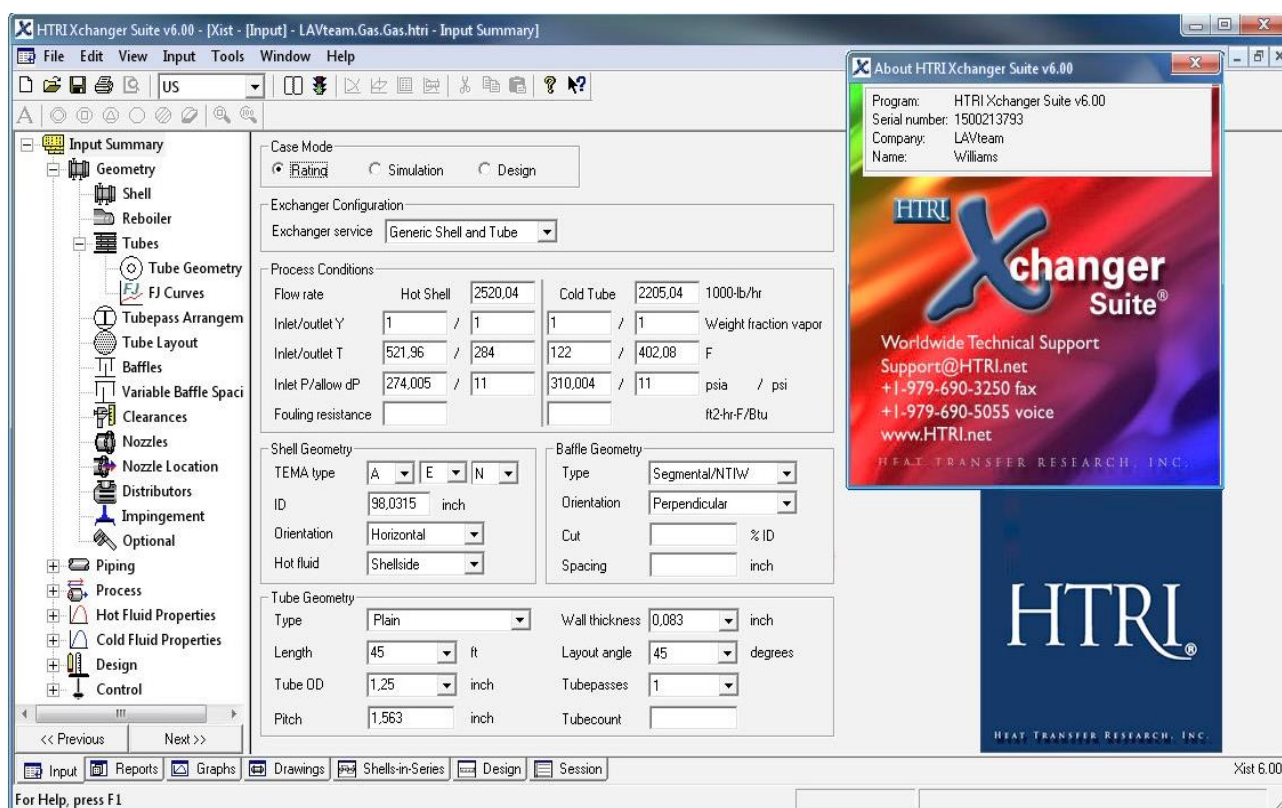 HTRI Xchanger Suite v6.00 - [Xist - [Input] - LAVteam.Gas.Gas.htri - Input Summary]
File Edit View Input Tools Window Help
US
Input Summary
Geometry
Shell
Reboiler
Tubes
Tube Geometry
FJ Curves
Tubepass Arrangem
Tube Layout
Baffles
Variable Baffle Spaci
Clearances
Nozzles
Nozzle Location
Distributors
Impingement
Optional
Piping
Process
Hot Fluid Properties
Cold Fluid Properties
Design
Control
<< Previous Next >>
Case Mode
Rating Simulation Design
Exchanger Configuration
Exchanger service Generic Shell and Tube
Process Conditions
Flow rate Hot Shell 2520,04 Cold Tube 2205,04 1000-lb/hr
Inlet/outlet Y 1 / 1 1 / 1 Weight fraction vapor
Inlet/outlet T 521,96 / 284 122 / 402,08 F
Inlet P/allow dP 274,005 / 11 310,004 / 11 psia / psi
Fouling resistance ft2-hr-F/Btu
Shell Geometry
TEMA type A E N
ID 98,0315 inch
Orientation Horizontal
Hot fluid Shellside
Baffle Geometry
Type Segmental/NTIW
Orientation Perpendicular
Cut % ID
Spacing inch
Tube Geometry
Type Plain Wall thickness 0,083 inch
Length 45 ft Layout angle 45 degrees
Tube OD 1,25 inch Tubepasses 1
Pitch 1,563 inch Tubecount
About HTRI Xchanger Suite v6.00
Program: HTRI Xchanger Suite v6.00
Serial number: 1500213793
Company: LAVteam
Name: Williams
HTRI
Xchanger
Suite®
Worldwide Technical Support
Support@HTRI.net
+1-979-690-3250 fax
+1-979-690-5055 voice
www.HTRI.net
HEAT TRANSFER RESEARCH, INC.
HTRI®
HEAT TRANSFER RESEARCH, INC.
Input Reports Graphs Drawings Shells-in-Series Design Session Xist 6.00
For Help, press F1